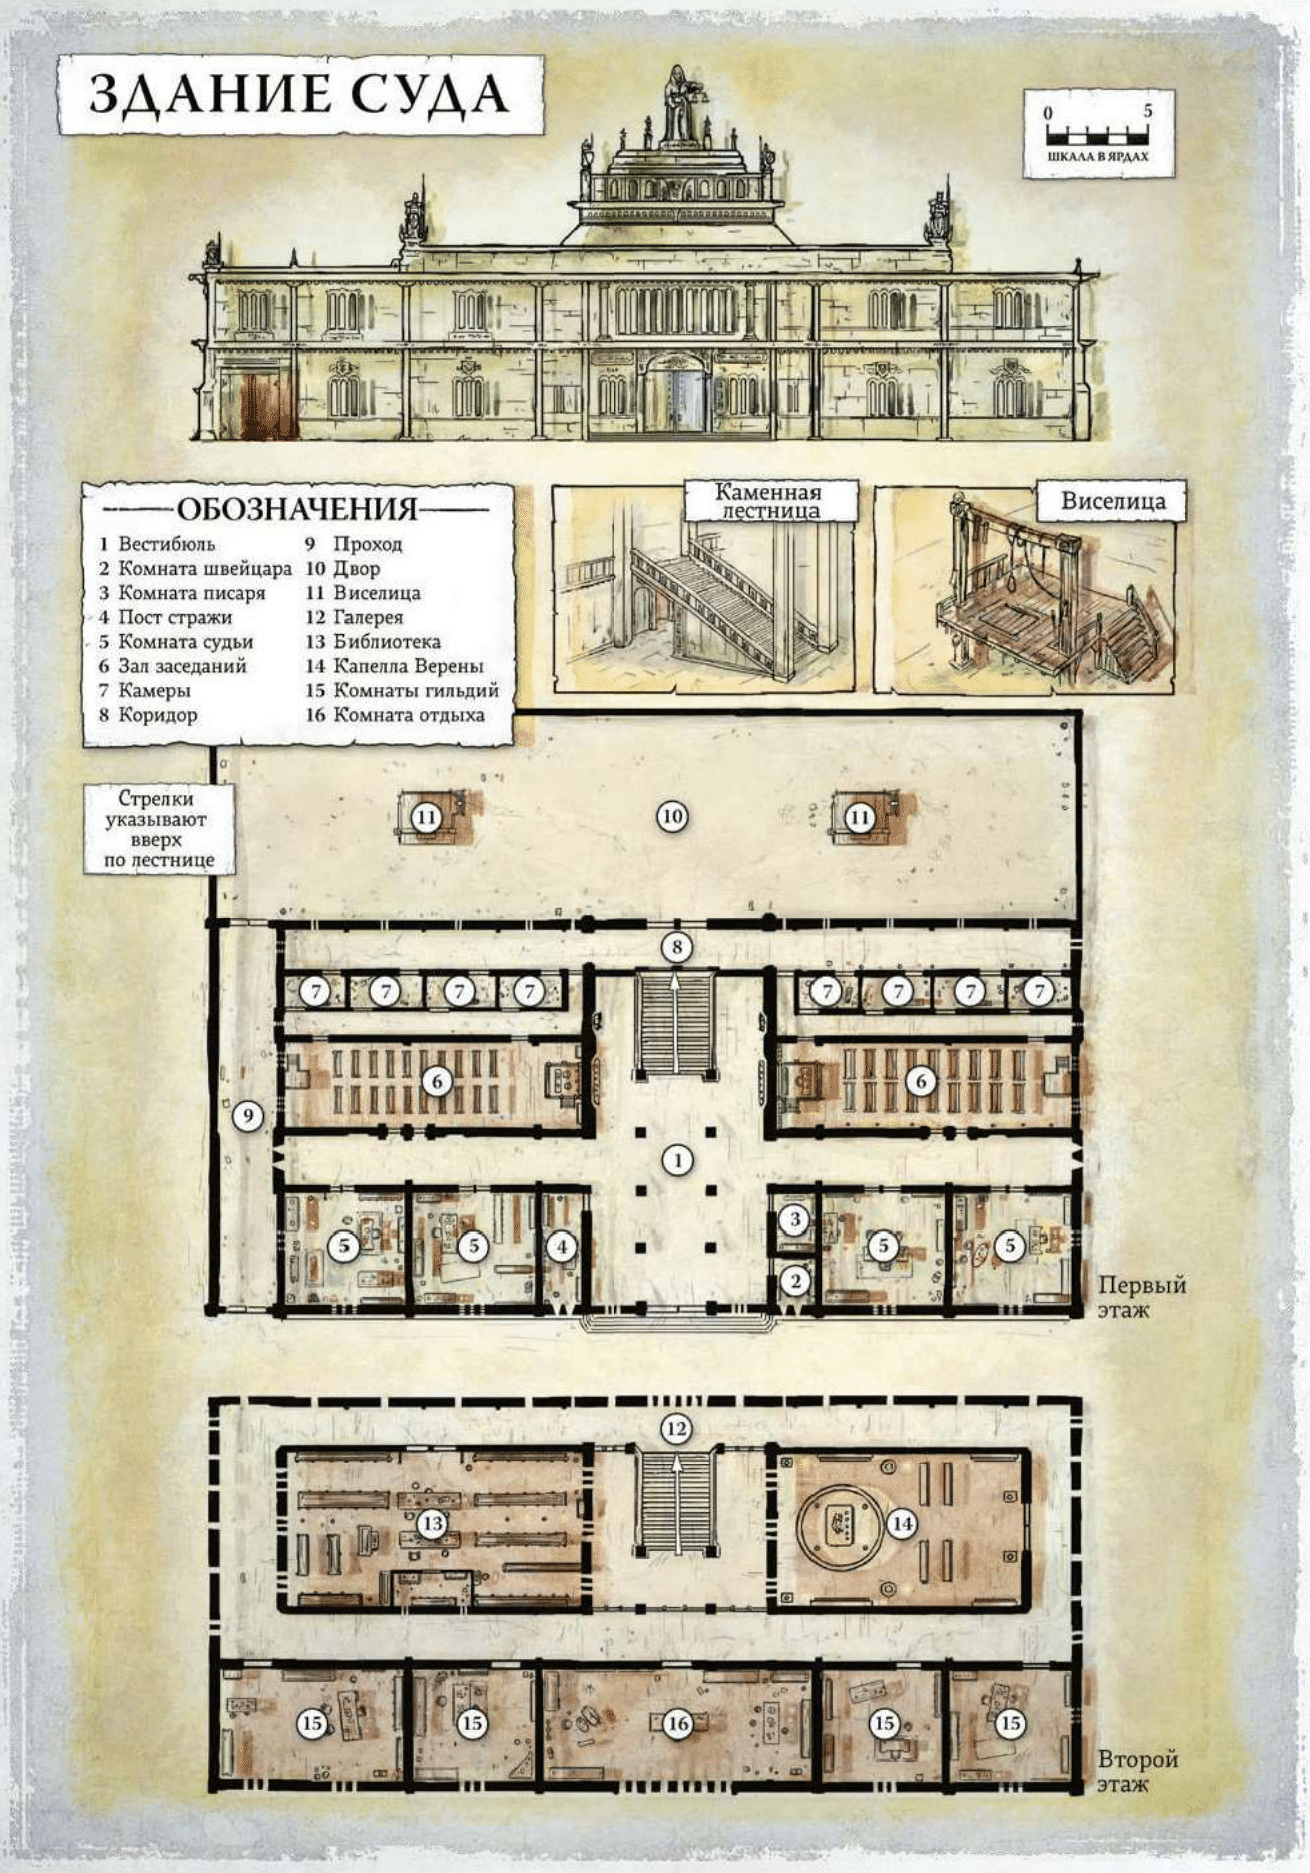 ЗДАНИЕ СУДА
0 5
ШКАЛА В ЯРДАХ
ОБОЗНАЧЕНИЯ
1 Вестибюль
2 Комната швейцара
3 Комната писаря
4 Пост стражи
5 Комната судьи
6 Зал заседаний
7 Камеры
8 Коридор
9 Проход
10 Двор
11 Виселица
12 Галерея
13 Библиотека
14 Капелла Верены
15 Комнаты гильдий
16 Комната отдыха
Каменная
лестница
Виселица
Стрелки
указывают
вверх
по лестнице
11 10 11
8
7 7 7 7 7 7 7 7
6 6
9
1
5 5 4 3 5 5
2
Первый
этаж
12
13 14
15 15 16 15 15
Второй
этаж